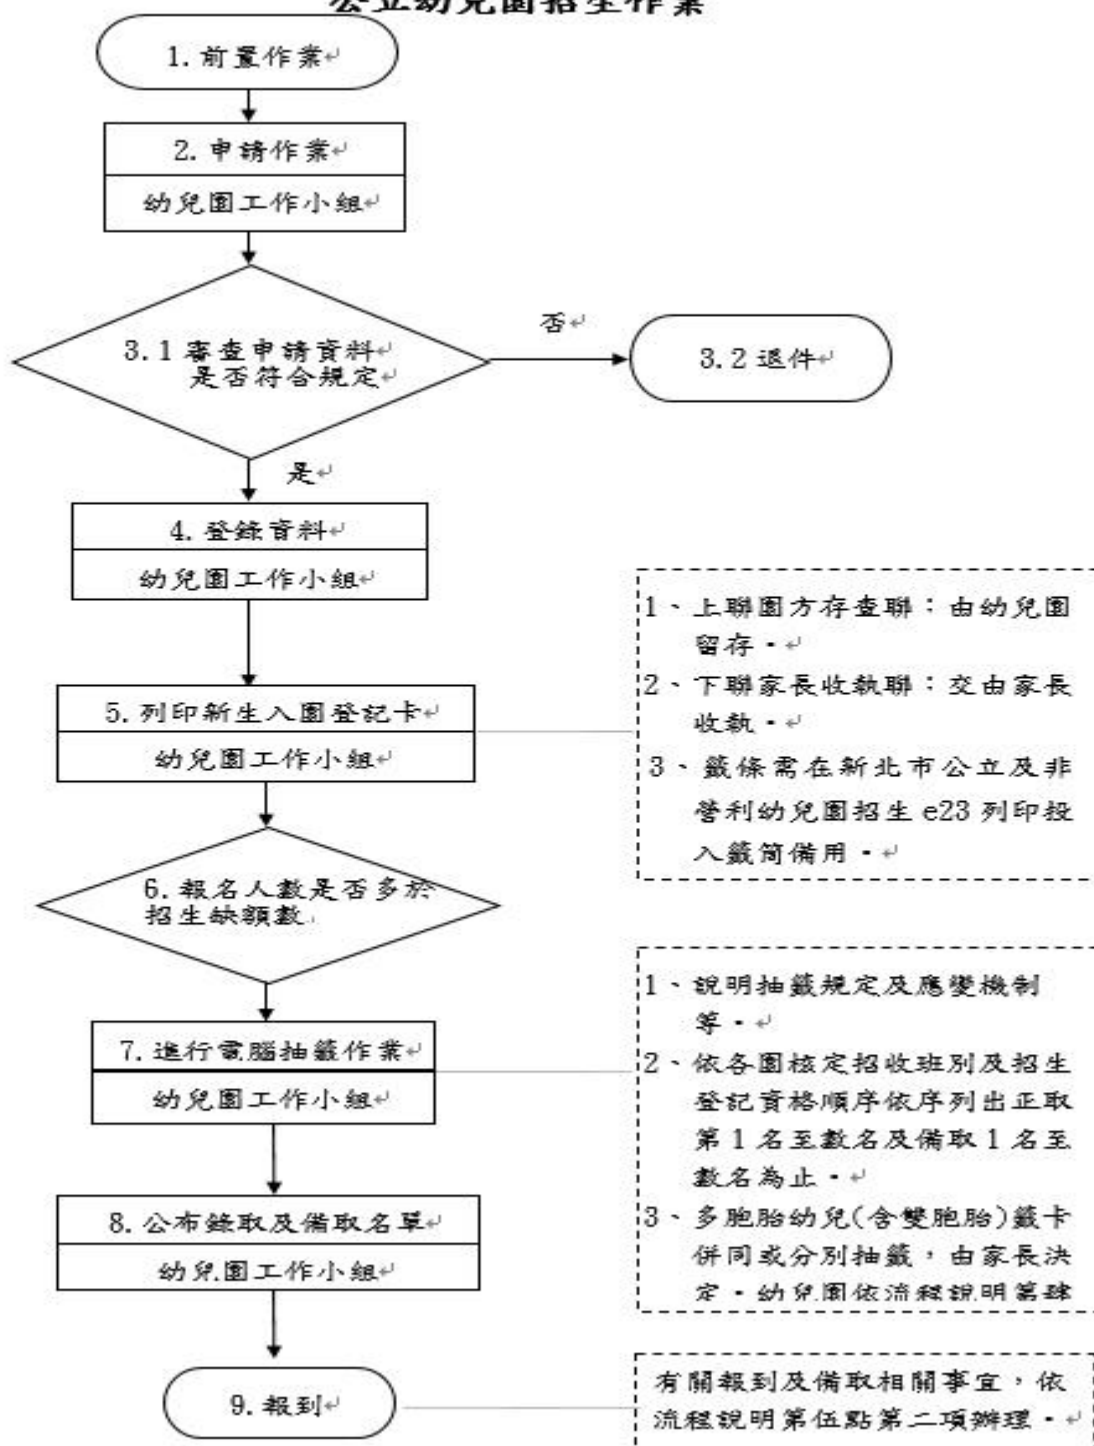 公立幼兒園招生作業
1. 前置作業
2. 申請作業
幼兒園工作小組
3.1 審查申請資料
是否符合規定
否
3.2 退件
是
4. 登錄資料
幼兒園工作小組
5. 列印新生入園登記卡
幼兒園工作小組
1、上聯園方存查聯：由幼兒園
留存。
2、下聯家長收執聯：交由家長
收執。
3、籤條需在新北市公立及非
營利幼兒園招生 e23 列印投
入籤筒備用。
6. 報名人數是否多於
招生缺額數
7. 進行電腦抽籤作業
幼兒園工作小組
1、說明抽籤規定及應變機制
等。
2、依各園核定招收班別及招生
登記資格順序依序列出正取
第 1 名至數名及備取 1 名至
數名為止。
3、多胞胎幼兒(含雙胞胎)籤卡
併同或分別抽籤，由家長決
定。幼兒園依流程說明第肆
8. 公布錄取及備取名單
幼兒園工作小組
9. 報到
有關報到及備取相關事宜，依
流程說明第伍點第二項辦理。